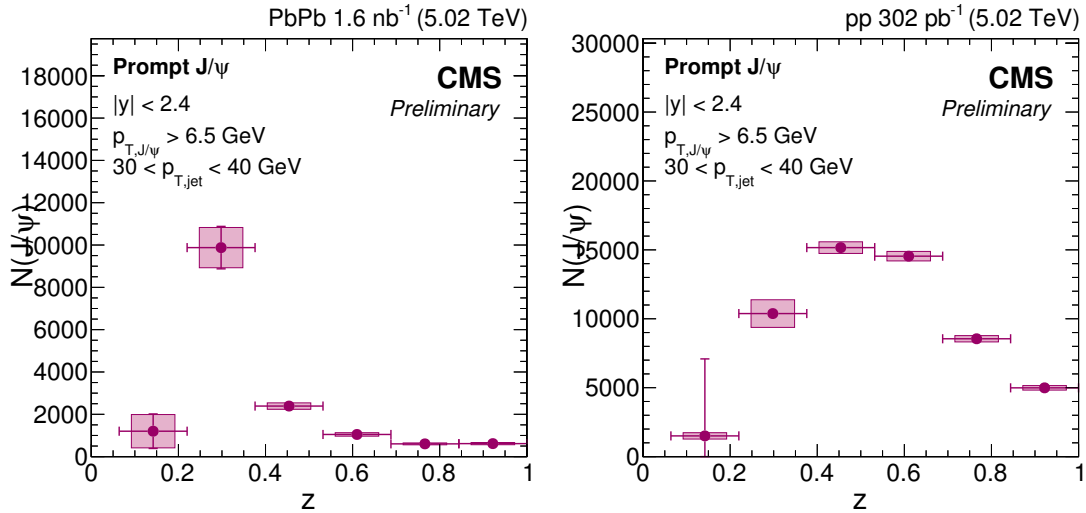 PbPb 1.6 nb⁻¹ (5.02 TeV)
Prompt J/ψ
CMS
Preliminary
|y| < 2.4
p_{T,J/ψ} > 6.5 GeV
30 < p_{T,jet} < 40 GeV
N(J/ψ)
18000
16000
14000
12000
10000
8000
6000
4000
2000
0
0 0.2 0.4 0.6 0.8 1
z
pp 302 pb⁻¹ (5.02 TeV)
Prompt J/ψ
CMS
Preliminary
|y| < 2.4
p_{T,J/ψ} > 6.5 GeV
30 < p_{T,jet} < 40 GeV
N(J/ψ)
30000
25000
20000
15000
10000
5000
0
0 0.2 0.4 0.6 0.8 1
z